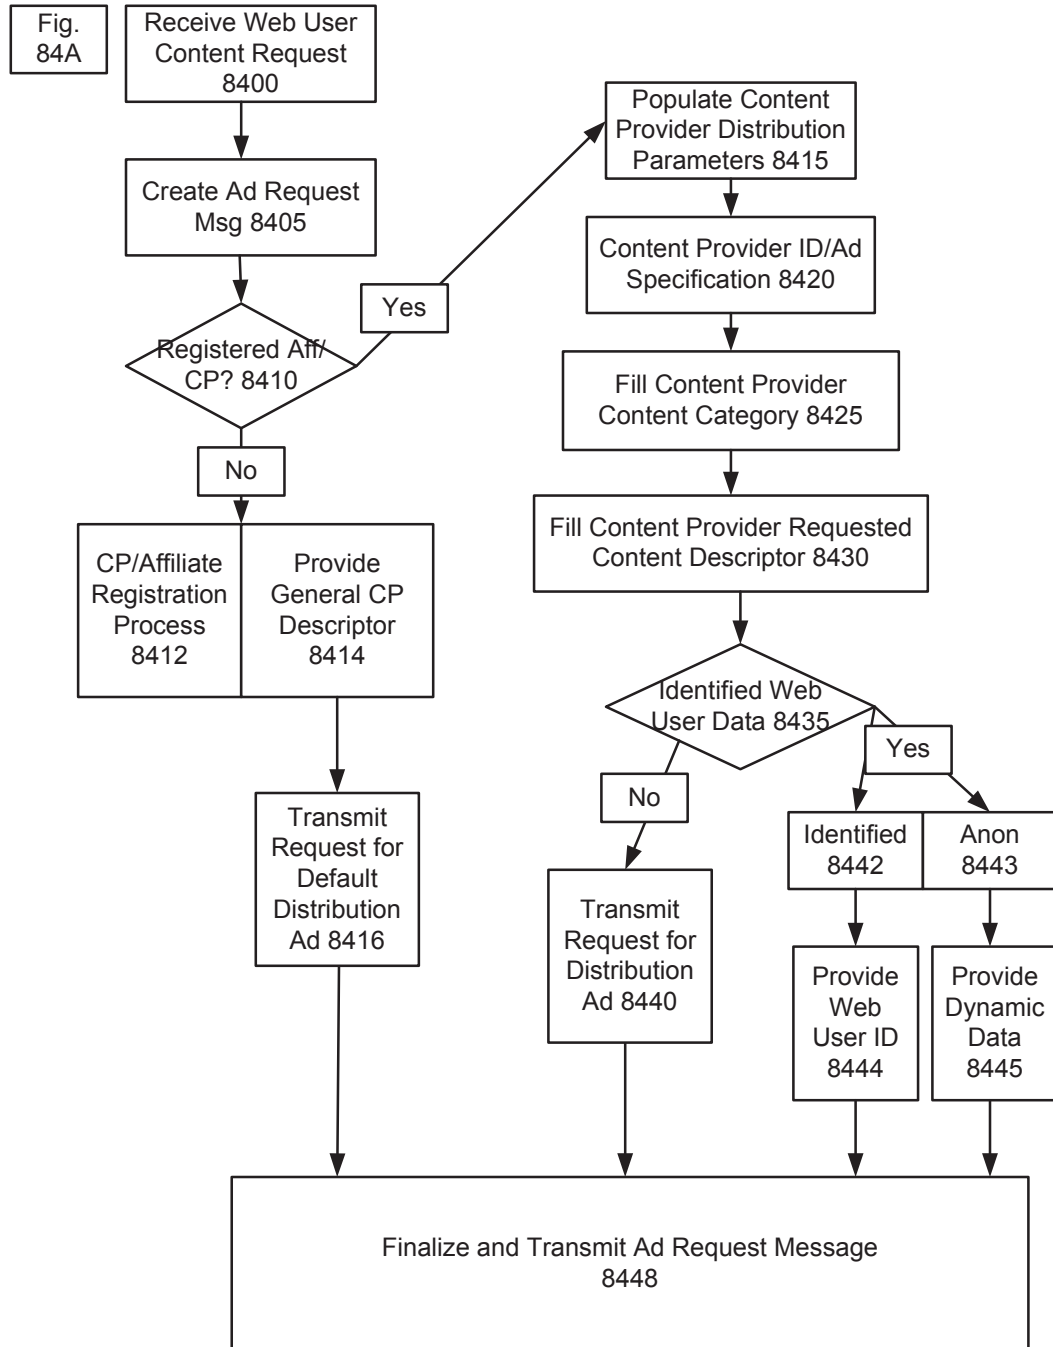 Fig.
84A
Receive Web User
Content Request
8400
Create Ad Request
Msg 8405
Registered Aff/
CP? 8410
Yes
No
CP/Affiliate
Registration
Process
8412
Provide
General CP
Descriptor
8414
Transmit
Request for
Default
Distribution
Ad 8416
Populate Content
Provider Distribution
Parameters 8415
Content Provider ID/Ad
Specification 8420
Fill Content Provider
Content Category 8425
Fill Content Provider Requested
Content Descriptor 8430
Identified Web
User Data 8435
No
Yes
Transmit
Request for
Distribution
Ad 8440
Identified
8442
Anon
8443
Provide
Web
User ID
8444
Provide
Dynamic
Data
8445
Finalize and Transmit Ad Request Message
8448